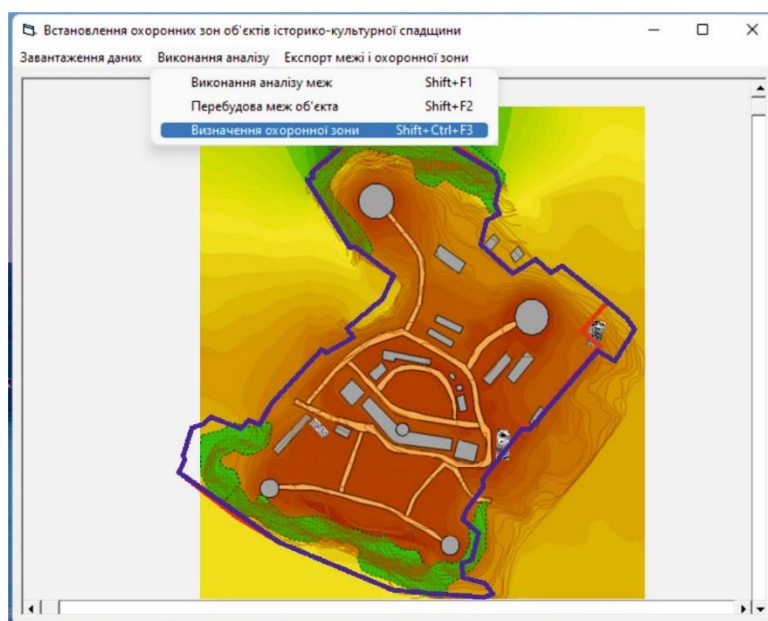 Встановлення охоронних зон об'єктів історико-культурної спадщини
Завантаження даних Виконання аналізу Експорт межі і охоронної зони
Виконання аналізу меж Shift+F1
Перебудова меж об'єкта Shift+F2
Визначення охоронної зони Shift+Ctrl+F3